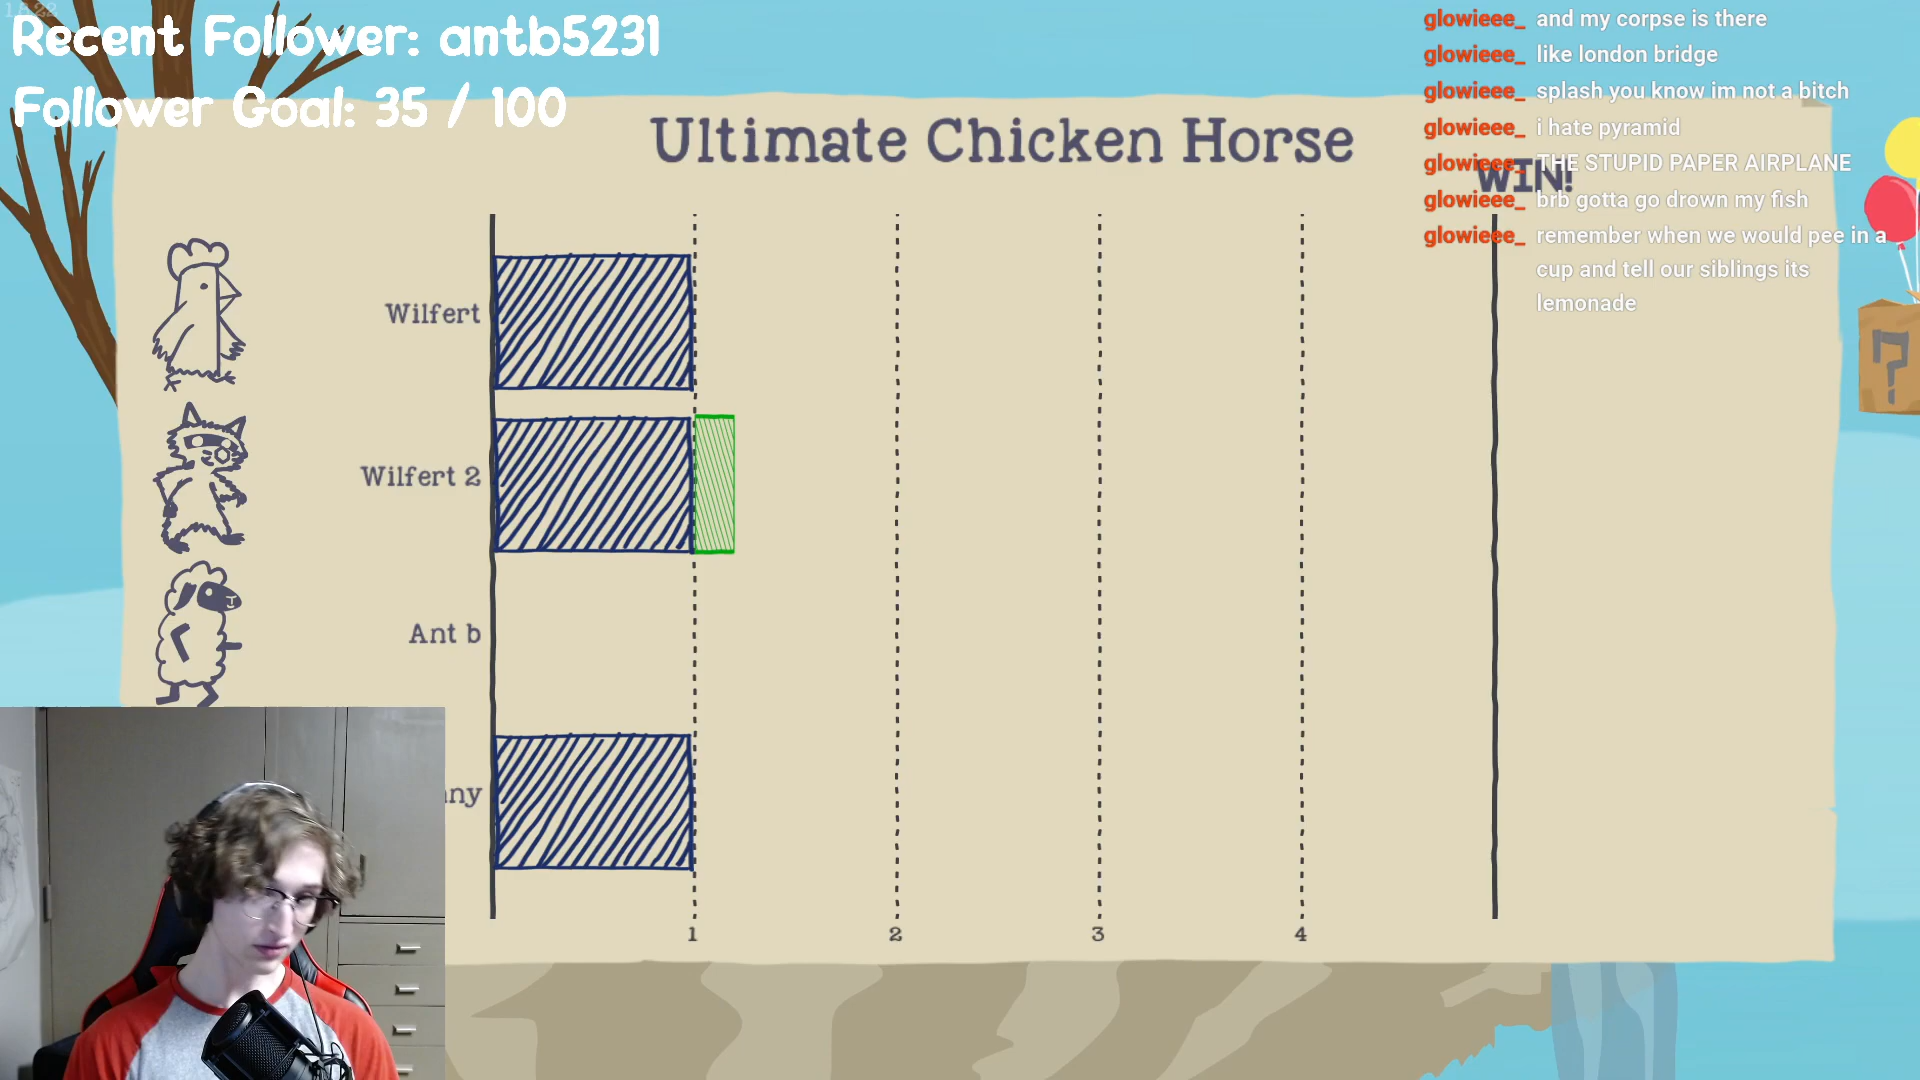 Recent Follower: antb5231
Follower Goal: 35 / 100
Ultimate Chicken Horse
WIN!
glowieee_ and my corpse is there
glowieee_ like london bridge
glowieee_ splash you know im not a bitch
glowieee_ i hate pyramid
glowieee_ THE STUPID PAPER AIRPLANE
glowieee_ brb gotta go drown my fish
glowieee_ remember when we would pee in a
cup and tell our siblings its
lemonade
?
Wilfert
Wilfert 2
Ant b
ny
1 2 3 4